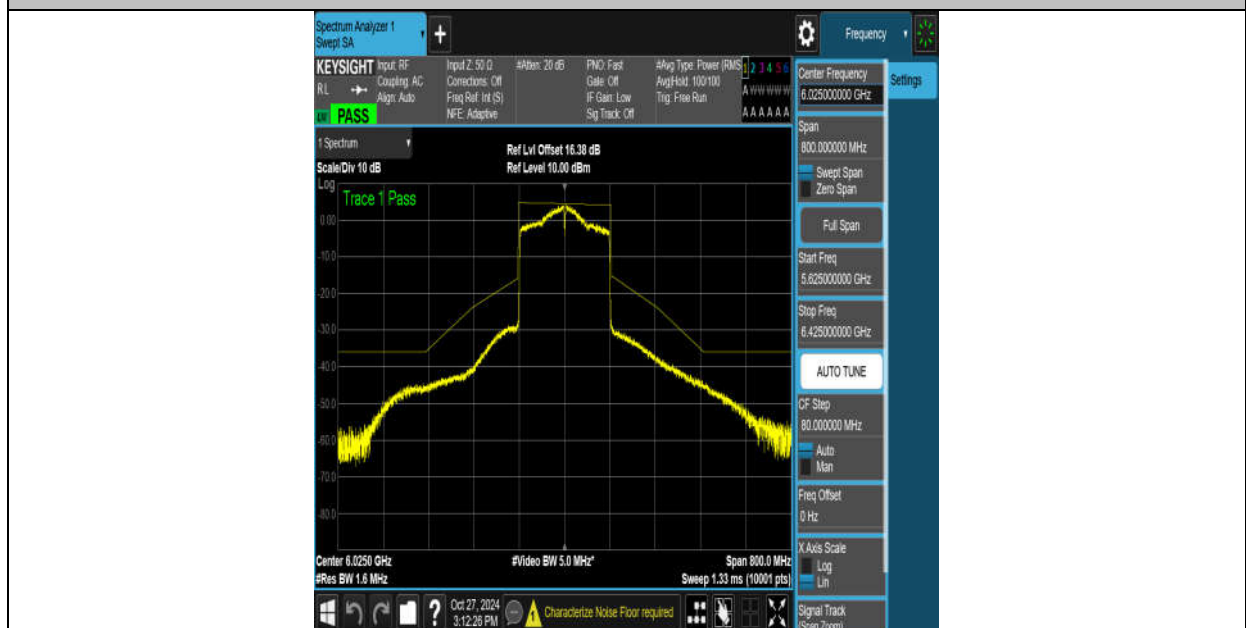 Spectrum Analyzer 1
Swept SA
Frequency
KEYSIGHT
Input: RF
Coupling: AC
Align: Auto
RL
LW
PASS
Input Z: 50 Ω
Corrections: Off
Freq Ref: Int (S)
NFE: Adaptive
#Atten: 20 dB
PNO: Fast
Gate: Off
IF Gain: Low
Sig Track: Off
#Avg Type: Power (RMS
Avg|Hold: 100/100
Trig: Free Run
1 2 3 4 5 6
A W W W W W
A A A A A A
Center Frequency
6.025000000 GHz
Settings
Span
800.000000 MHz
Swept Span
Zero Span
Full Span
Start Freq
5.625000000 GHz
Stop Freq
6.425000000 GHz
AUTO TUNE
CF Step
80.000000 MHz
Auto
Man
Freq Offset
0 Hz
X Axis Scale
Log
Lin
Signal Track
(Span Zoom)
1 Spectrum
Scale/Div 10 dB
Ref Lvl Offset 16.38 dB
Ref Level 10.00 dBm
Log
Trace 1 Pass
0.00
-10.0
-20.0
-30.0
-40.0
-50.0
-60.0
-70.0
-80.0
Center 6.0250 GHz
#Video BW 5.0 MHz*
Span 800.0 MHz
#Res BW 1.6 MHz
Sweep 1.33 ms (10001 pts)
Oct 27, 2024
3:12:26 PM
Characterize Noise Floor required